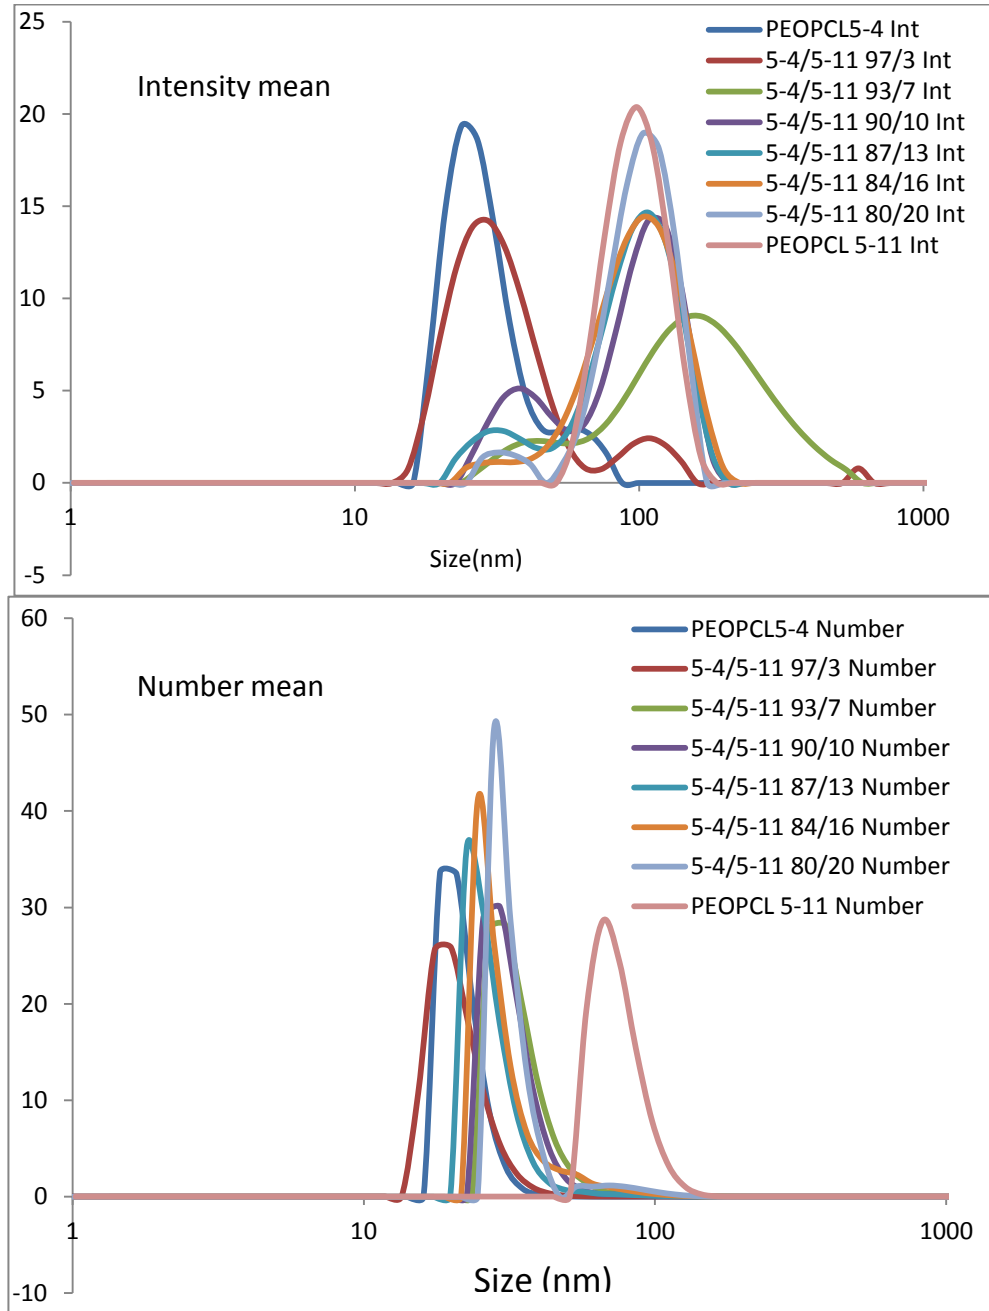 25
20
15
10
5
0
-5
Intensity mean
PEOPCL5-4 Int
5-4/5-11 97/3 Int
5-4/5-11 93/7 Int
5-4/5-11 90/10 Int
5-4/5-11 87/13 Int
5-4/5-11 84/16 Int
5-4/5-11 80/20 Int
PEOPCL 5-11 Int
1 10 100 1000
Size(nm)
60
50
40
30
20
10
0
-10
Number mean
PEOPCL5-4 Number
5-4/5-11 97/3 Number
5-4/5-11 93/7 Number
5-4/5-11 90/10 Number
5-4/5-11 87/13 Number
5-4/5-11 84/16 Number
5-4/5-11 80/20 Number
PEOPCL 5-11 Number
1 10 100 1000
Size (nm)